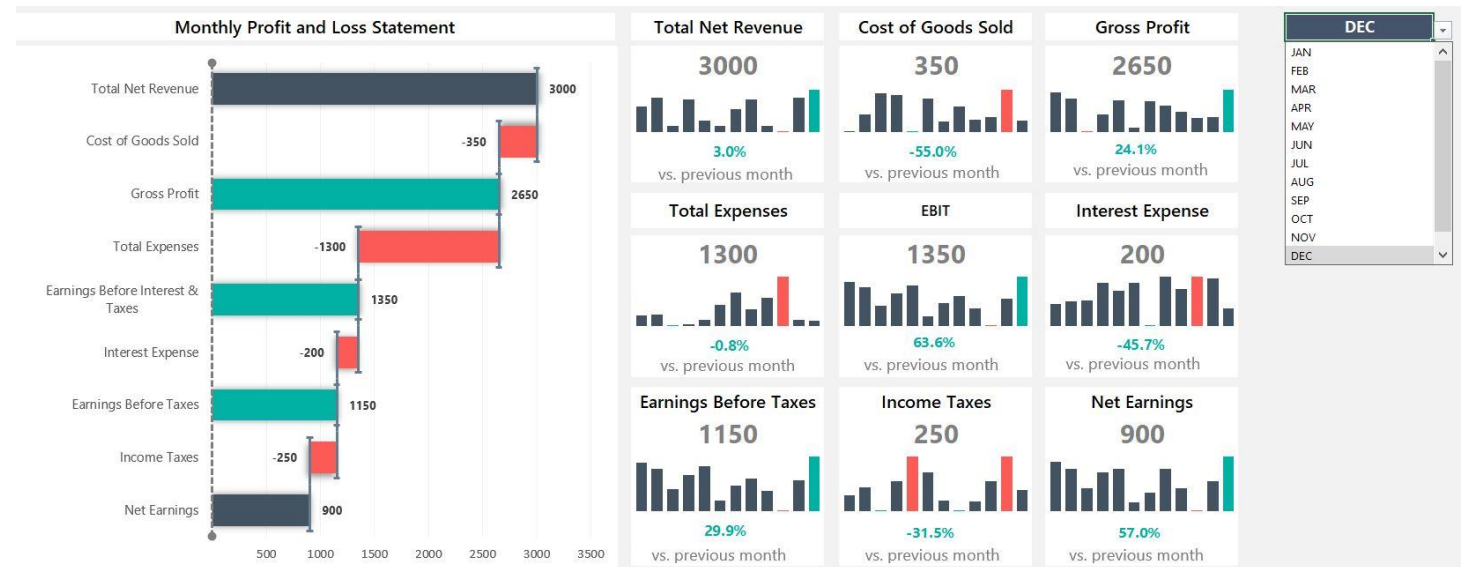 Monthly Profit and Loss Statement
Total Net Revenue
3000
Cost of Goods Sold
-350
Gross Profit
2650
Total Expenses
-1300
Earnings Before Interest &
Taxes
1350
Interest Expense
-200
Earnings Before Taxes
1150
Income Taxes
-250
Net Earnings
900
500 1000 1500 2000 2500 3000 3500
Total Net Revenue
3000
3.0%
vs. previous month
Cost of Goods Sold
350
-55.0%
vs. previous month
Gross Profit
2650
24.1%
vs. previous month
Total Expenses
1300
-0.8%
vs. previous month
EBIT
1350
63.6%
vs. previous month
Interest Expense
200
-45.7%
vs. previous month
Earnings Before Taxes
1150
29.9%
vs. previous month
Income Taxes
250
-31.5%
vs. previous month
Net Earnings
900
57.0%
vs. previous month
DEC
JAN
FEB
MAR
APR
MAY
JUN
JUL
AUG
SEP
OCT
NOV
DEC